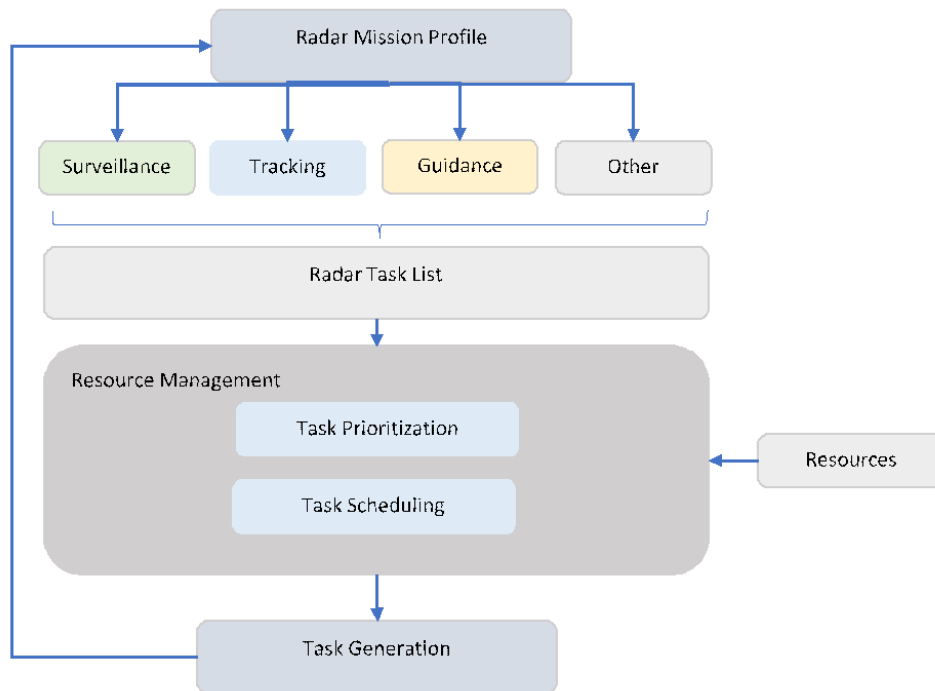 Radar Mission Profile
Surveillance
Tracking
Guidance
Other
Radar Task List
Resource Management
Task Prioritization
Resources
Task Scheduling
Task Generation